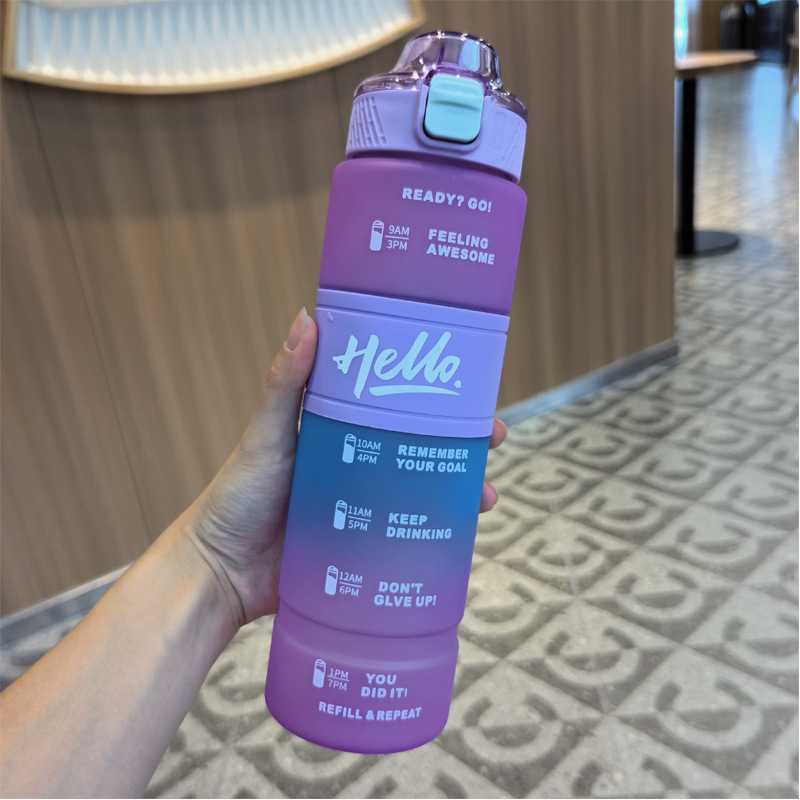 READY? GO!
9AM
3PM
FEELING
AWESOME
Hello.
10AM
4PM
REMEMBER
YOUR GOAL
11AM
5PM
KEEP
DRINKING
12AM
6PM
DON'T
GLVE UP!
1PM
7PM
YOU
DID IT!
REFILL & REPEAT